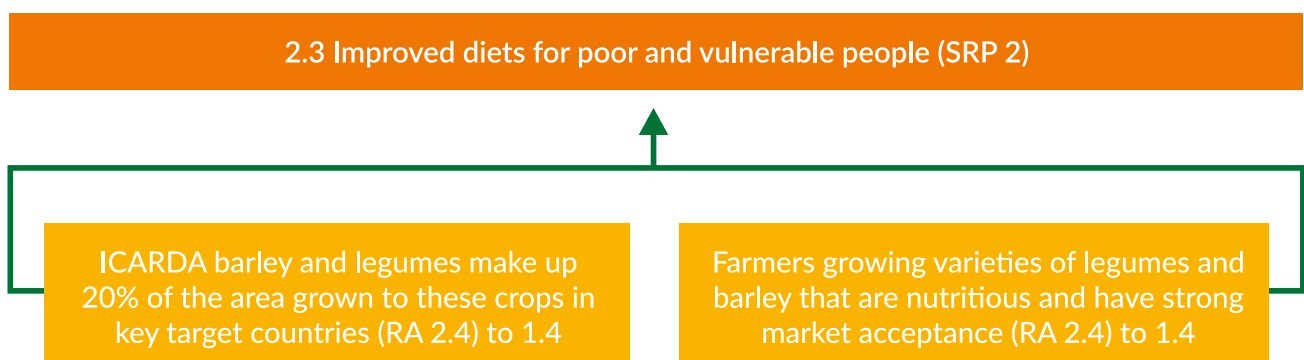 2.3 Improved diets for poor and vulnerable people (SRP 2)
ICARDA barley and legumes make up
20% of the area grown to these crops in
key target countries (RA 2.4) to 1.4
Farmers growing varieties of legumes and
barley that are nutritious and have strong
market acceptance (RA 2.4) to 1.4